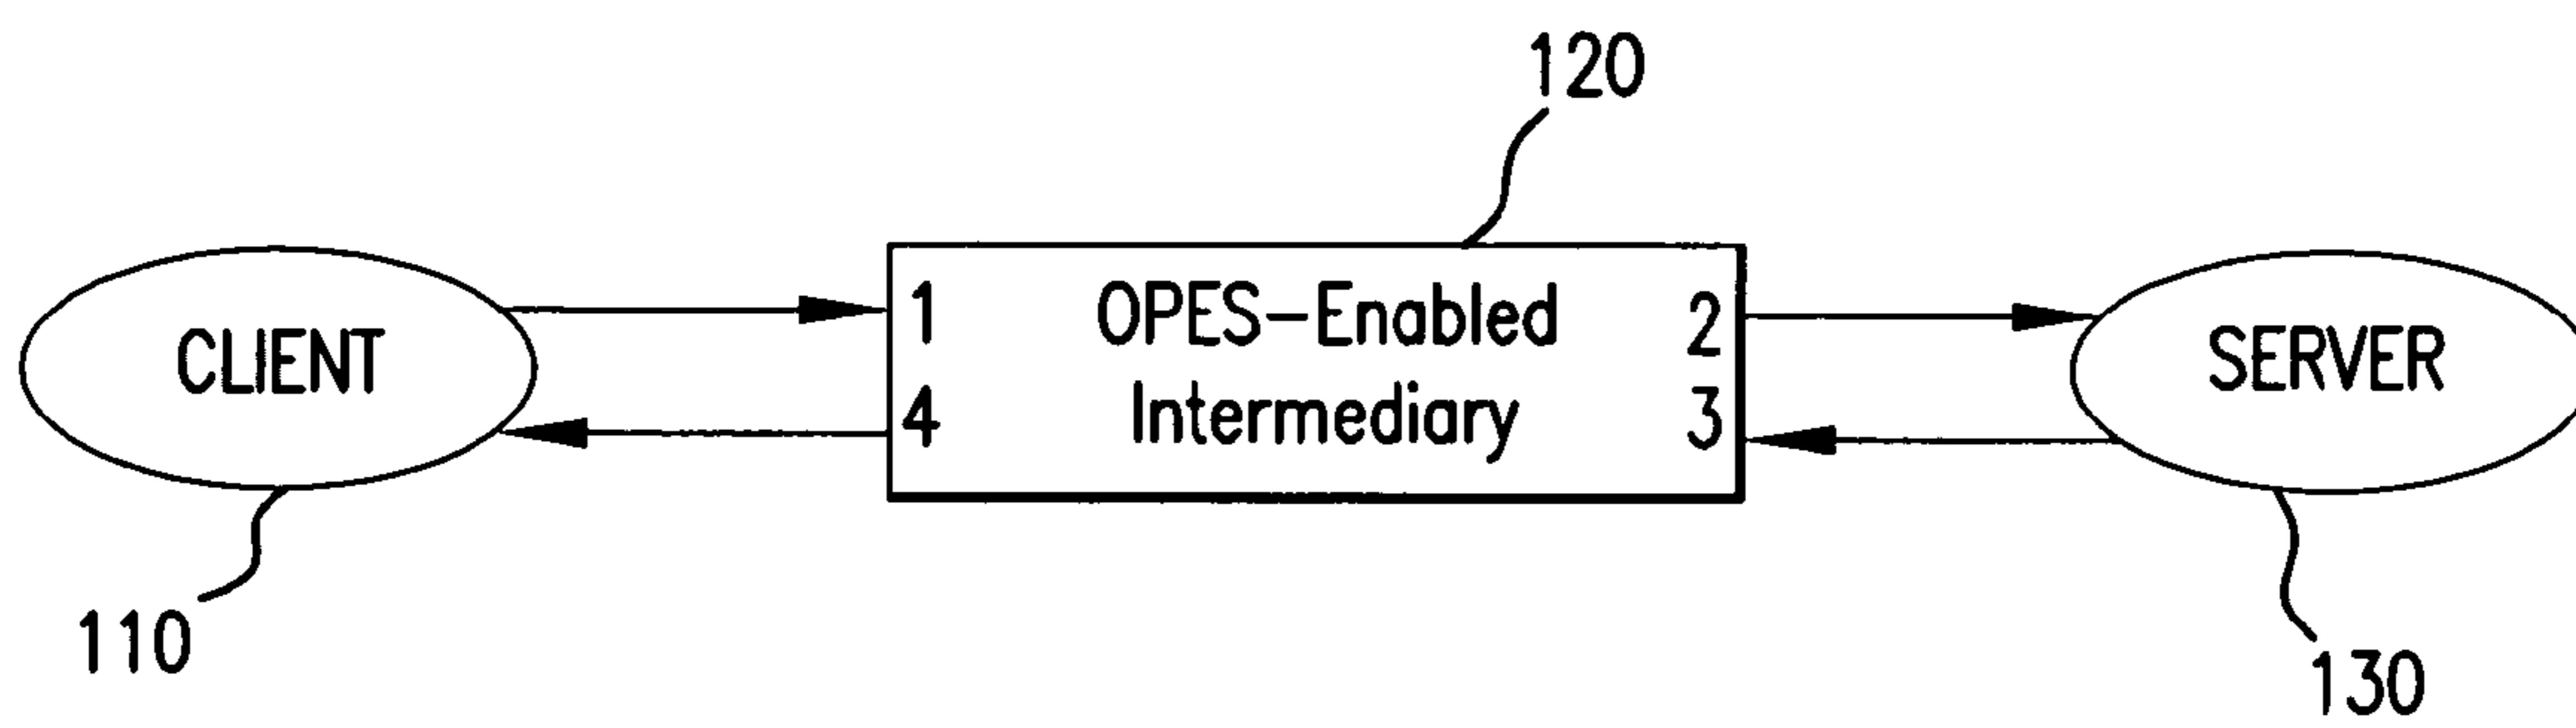 120
1 OPES-Enabled 2
CLIENT
SERVER
4 Intermediary 3
110
130